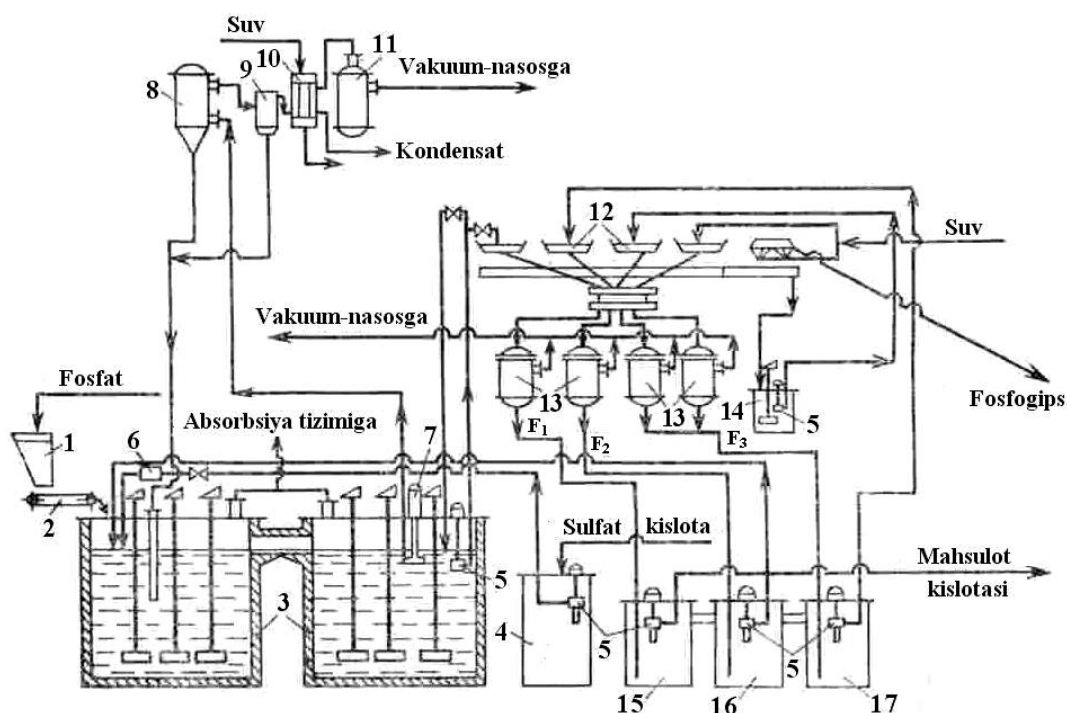 Suv
8
9
10
11
Vakuum-nasosga
Kondensat
12
Suv
Vakuum-nasosga
Fosfat
1
6
Absorbsiya tizimiga
7
13
13
14
5
Fosfogips
F₁
F₂
F₃
2
3
5
Sulfat kislota
4
5
5
Mahsulot
kislotasi
15
16
17